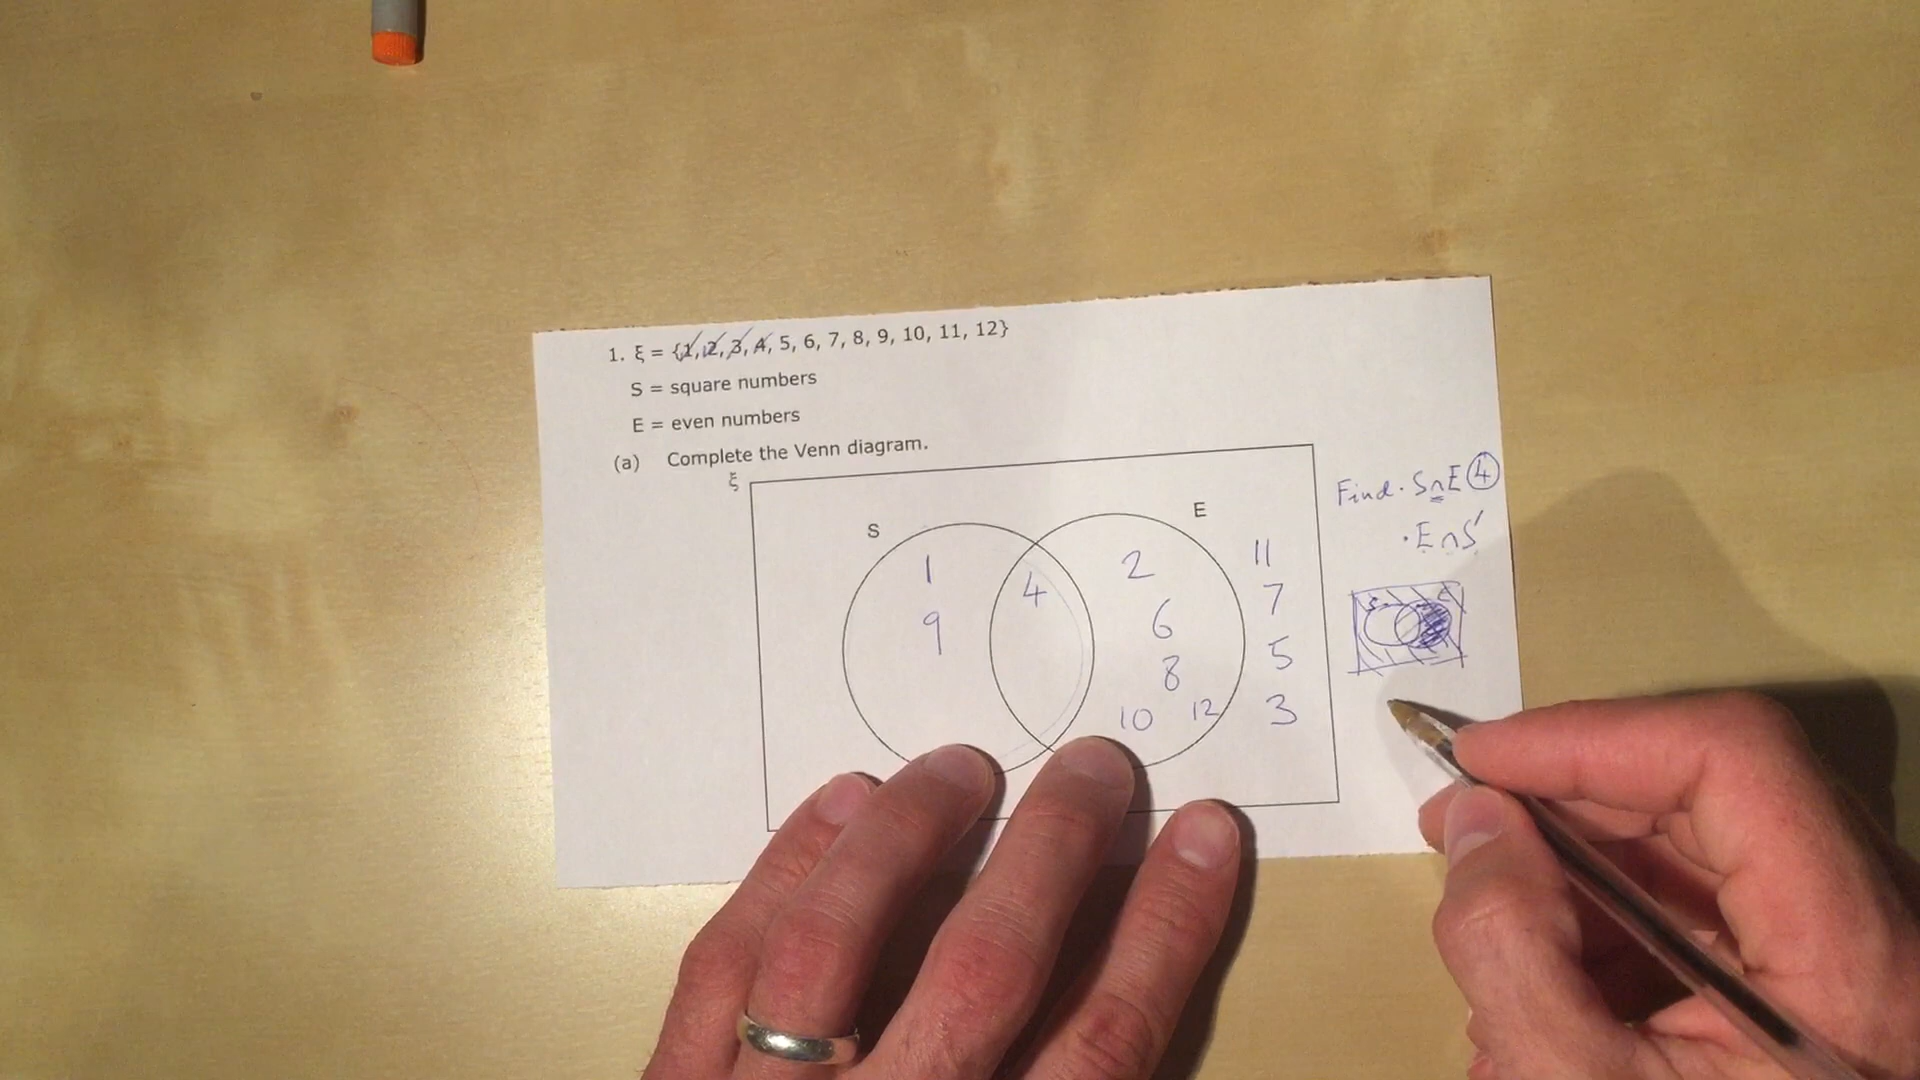 1. ξ = {1, 2, 3, 4, 5, 6, 7, 8, 9, 10, 11, 12}
S = square numbers
E = even numbers
(a) Complete the Venn diagram.
ξ
S
E
1
9
4
2
6
8
10 12
11
7
5
3
Find · S∩E 4
· E∩S′